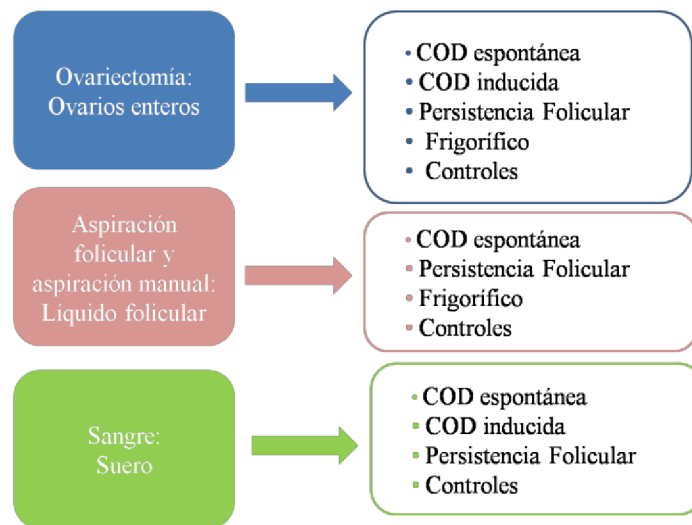 Ovariectomía:
Ovarios enteros
• COD espontánea
• COD inducida
• Persistencia Folicular
• Frigorífico
• Controles
Aspiración
folicular y
aspiración manual:
Líquido folicular
• COD espontánea
• Persistencia Folicular
• Frigorífico
• Controles
Sangre:
Suero
• COD espontánea
• COD inducida
• Persistencia Folicular
• Controles